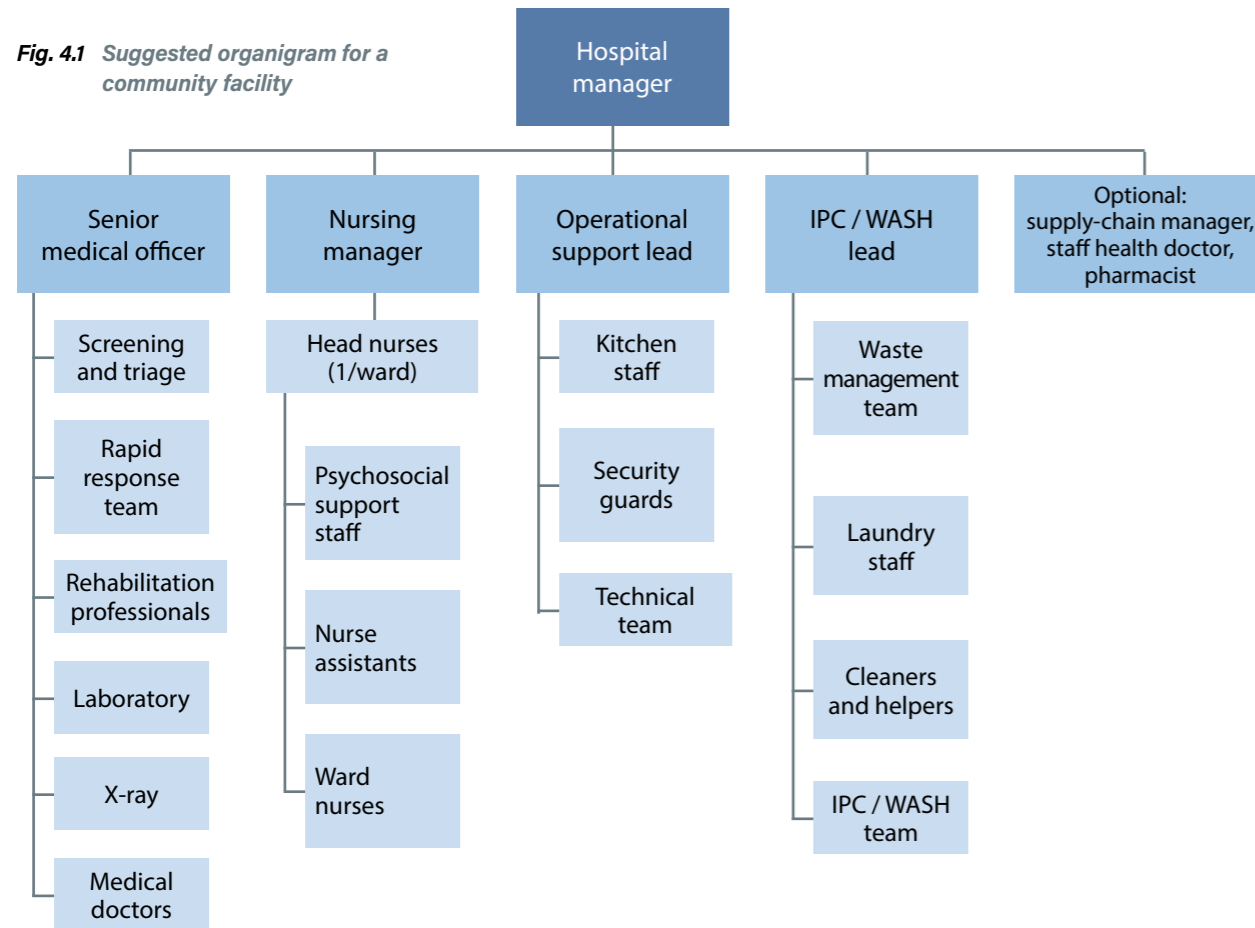 Fig. 4.1 Suggested organigram for a
community facility
Hospital
manager
Senior
medical officer
Nursing
manager
Operational
support lead
IPC / WASH
lead
Optional:
supply-chain manager,
staff health doctor,
pharmacist
Screening
and triage
Rapid
response
team
Rehabilitation
professionals
Laboratory
X-ray
Medical
doctors
Head nurses
(1/ward)
Psychosocial
support
staff
Nurse
assistants
Ward
nurses
Kitchen
staff
Security
guards
Technical
team
Waste
management
team
Laundry
staff
Cleaners
and helpers
IPC / WASH
team